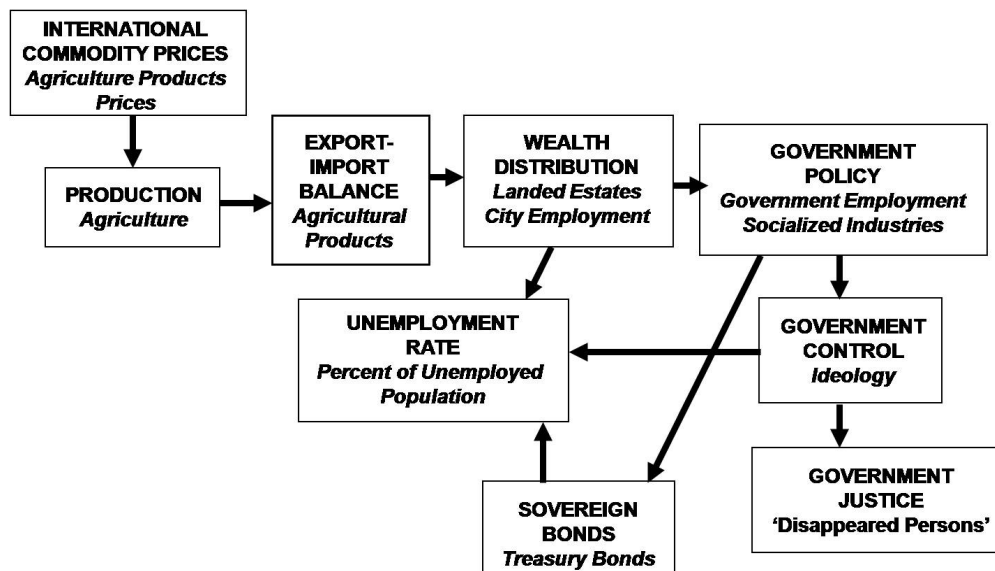 INTERNATIONAL
COMMODITY PRICES
Agriculture Products
Prices
PRODUCTION
Agriculture
EXPORT-
IMPORT
BALANCE
Agricultural
Products
WEALTH
DISTRIBUTION
Landed Estates
City Employment
GOVERNMENT
POLICY
Government Employment
Socialized Industries
UNEMPLOYMENT
RATE
Percent of Unemployed
Population
GOVERNMENT
CONTROL
Ideology
SOVEREIGN
BONDS
Treasury Bonds
GOVERNMENT
JUSTICE
‘Disappeared Persons’